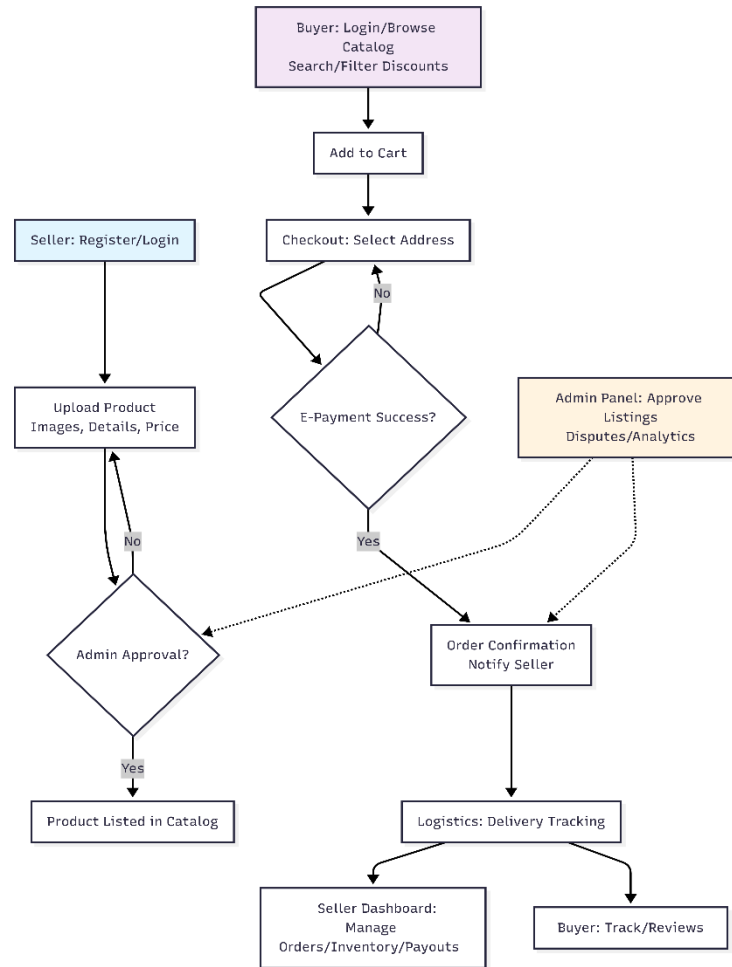 Buyer: Login/Browse
Catalog
Search/Filter Discounts
Add to Cart
Seller: Register/Login
Checkout: Select Address
No
Upload Product
Images, Details, Price
E-Payment Success?
Admin Panel: Approve
Listings
Disputes/Analytics
No
Yes
Admin Approval?
Order Confirmation
Notify Seller
Yes
Product Listed in Catalog
Logistics: Delivery Tracking
Seller Dashboard:
Manage
Orders/Inventory/Payouts
Buyer: Track/Reviews